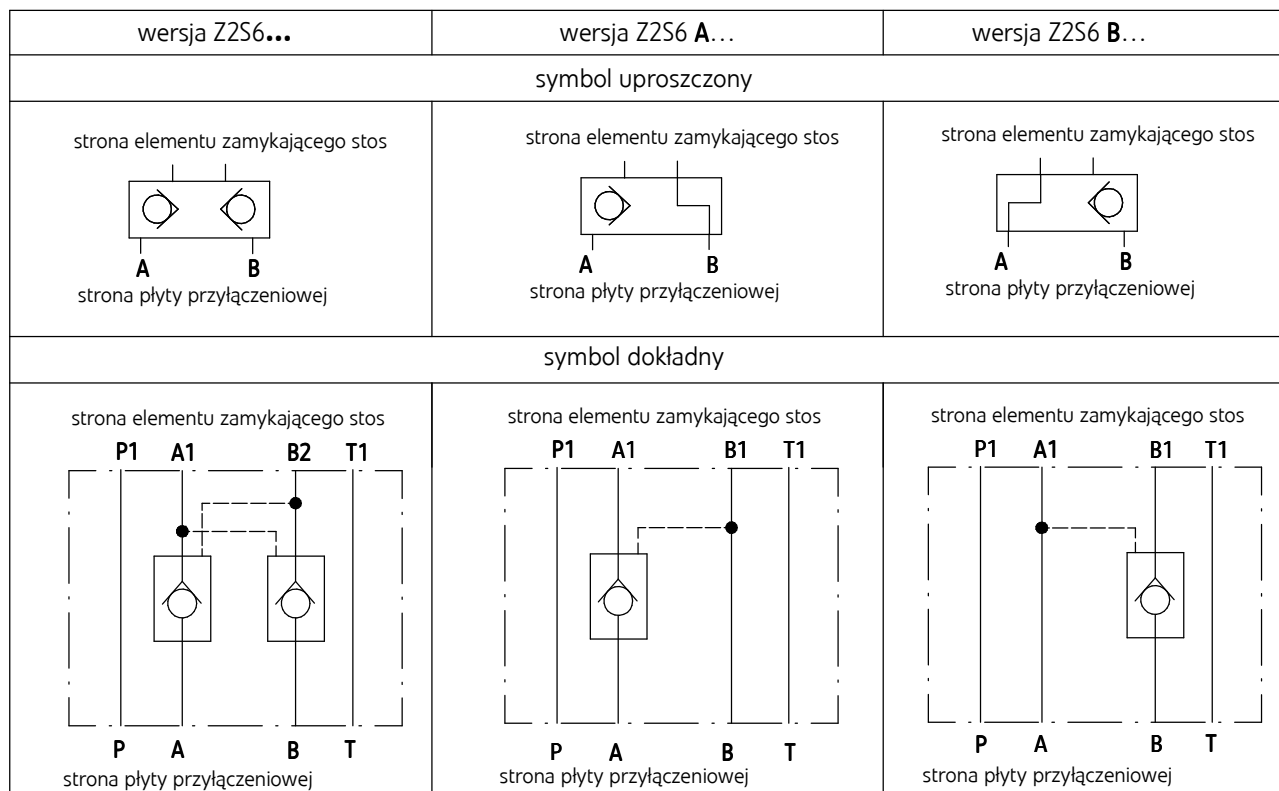 wersja Z2S6•••
wersja Z2S6 A...
wersja Z2S6 B...
symbol uproszczony
strona elementu zamykającego stos
A B
strona płyty przyłączeniowej
strona elementu zamykającego stos
A B
strona płyty przyłączeniowej
strona elementu zamykającego stos
A B
strona płyty przyłączeniowej
symbol dokładny
strona elementu zamykającego stos
P1 A1 B2 T1
P A B T
strona płyty przyłączeniowej
strona elementu zamykającego stos
P1 A1 B1 T1
P A B T
strona płyty przyłączeniowej
strona elementu zamykającego stos
P1 A1 B1 T1
P A B T
strona płyty przyłączeniowej